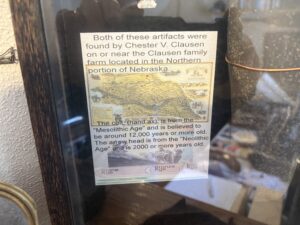 Both of these artifacts were
found by Chester V. Clausen
on or near the Clausen family
farm located in the Northern
portion of Nebraska.
The (hand ax), is from the
"Mesolithic Age" and is believed to
be around 12,000 years or more old.
The arrow head is from the "Neolithic
Age" and is 2000 or more years old.